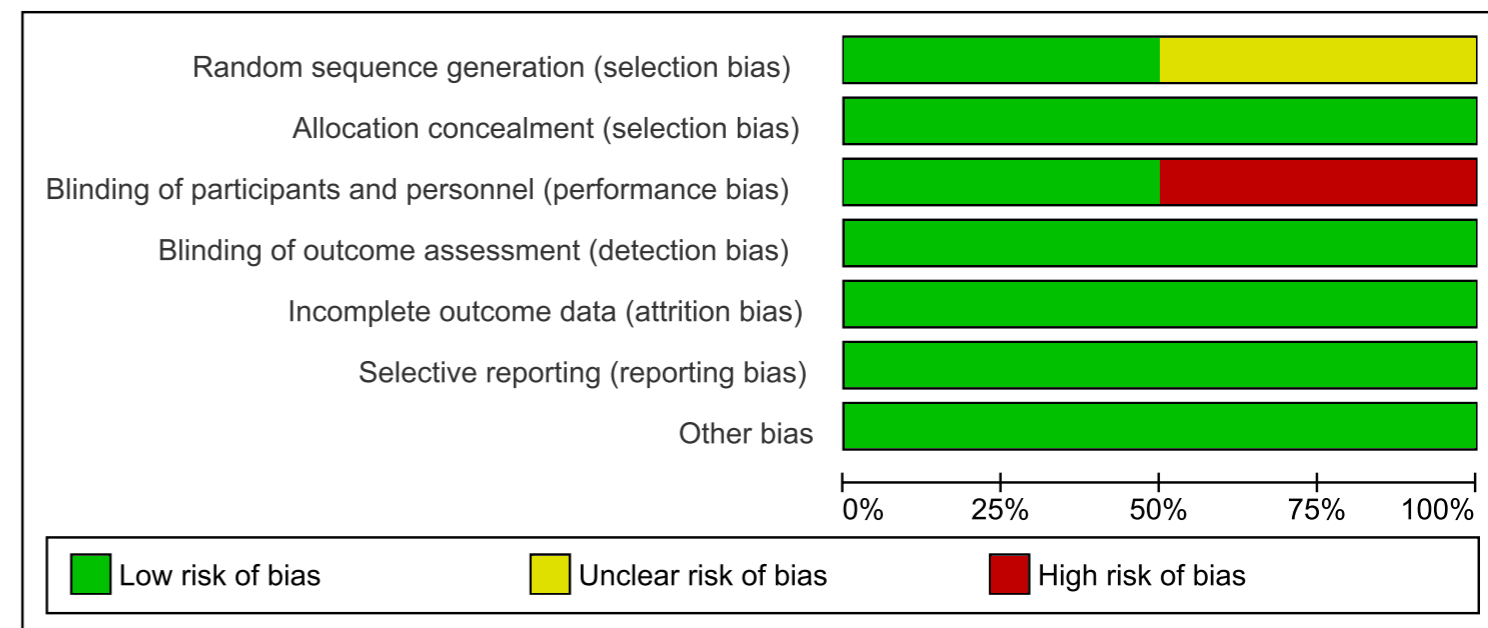 Random sequence generation (selection bias)
Allocation concealment (selection bias)
Blinding of participants and personnel (performance bias)
Blinding of outcome assessment (detection bias)
Incomplete outcome data (attrition bias)
Selective reporting (reporting bias)
Other bias
0% 25% 50% 75% 100%
Low risk of bias Unclear risk of bias High risk of bias